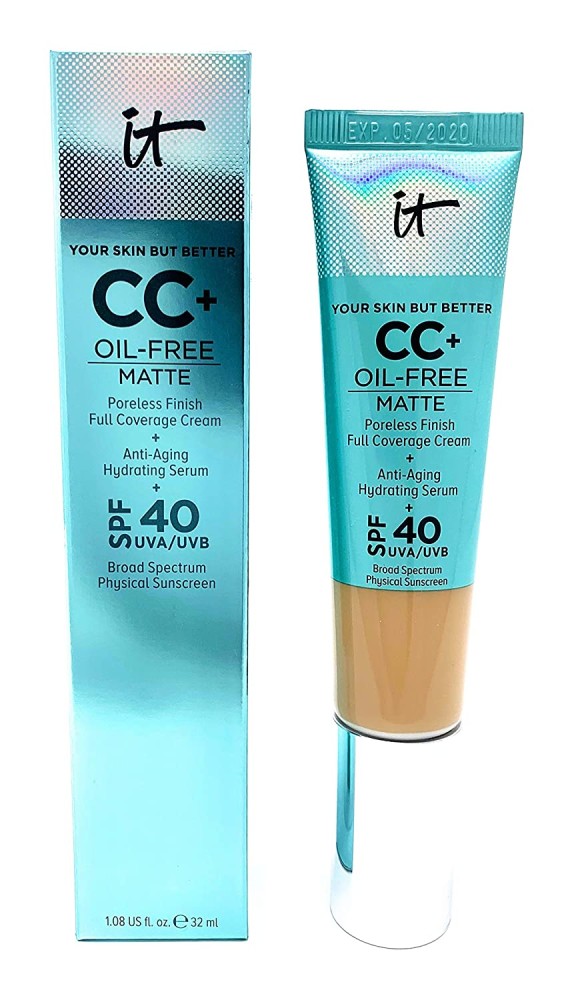 it
YOUR SKIN BUT BETTER
CC+
OIL-FREE
MATTE
Poreless Finish
Full Coverage Cream
+
Anti-Aging
Hydrating Serum
+
SPF 40
UVA/UVB
Broad Spectrum
Physical Sunscreen
1.08 US fl. oz. ℮ 32 ml
EXP. 05/2020
it
YOUR SKIN BUT BETTER
CC+
OIL-FREE
MATTE
Poreless Finish
Full Coverage Cream
+
Anti-Aging
Hydrating Serum
+
SPF 40
UVA/UVB
Broad Spectrum
Physical Sunscreen